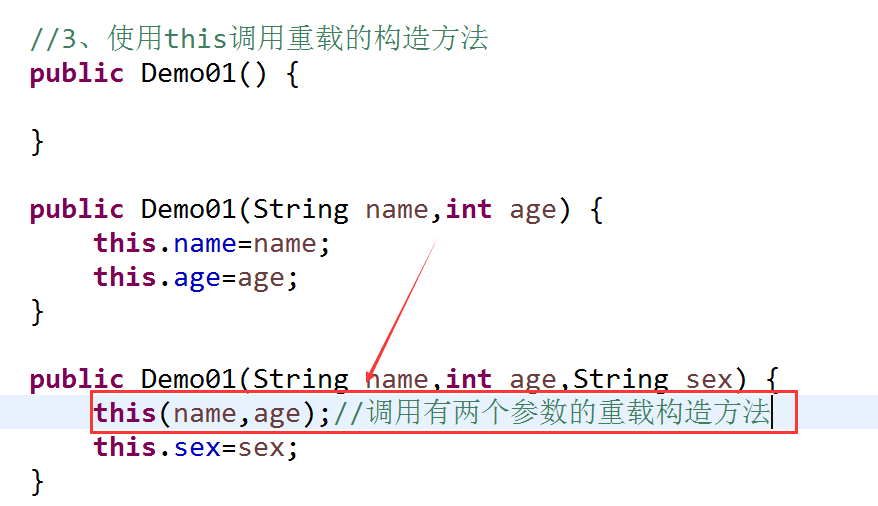 //3、使用this调用重载的构造方法
public Demo01() {
}
public Demo01(String name,int age) {
this.name=name;
this.age=age;
}
public Demo01(String name,int age,String sex) {
this(name,age);//调用有两个参数的重载构造方法
this.sex=sex;
}